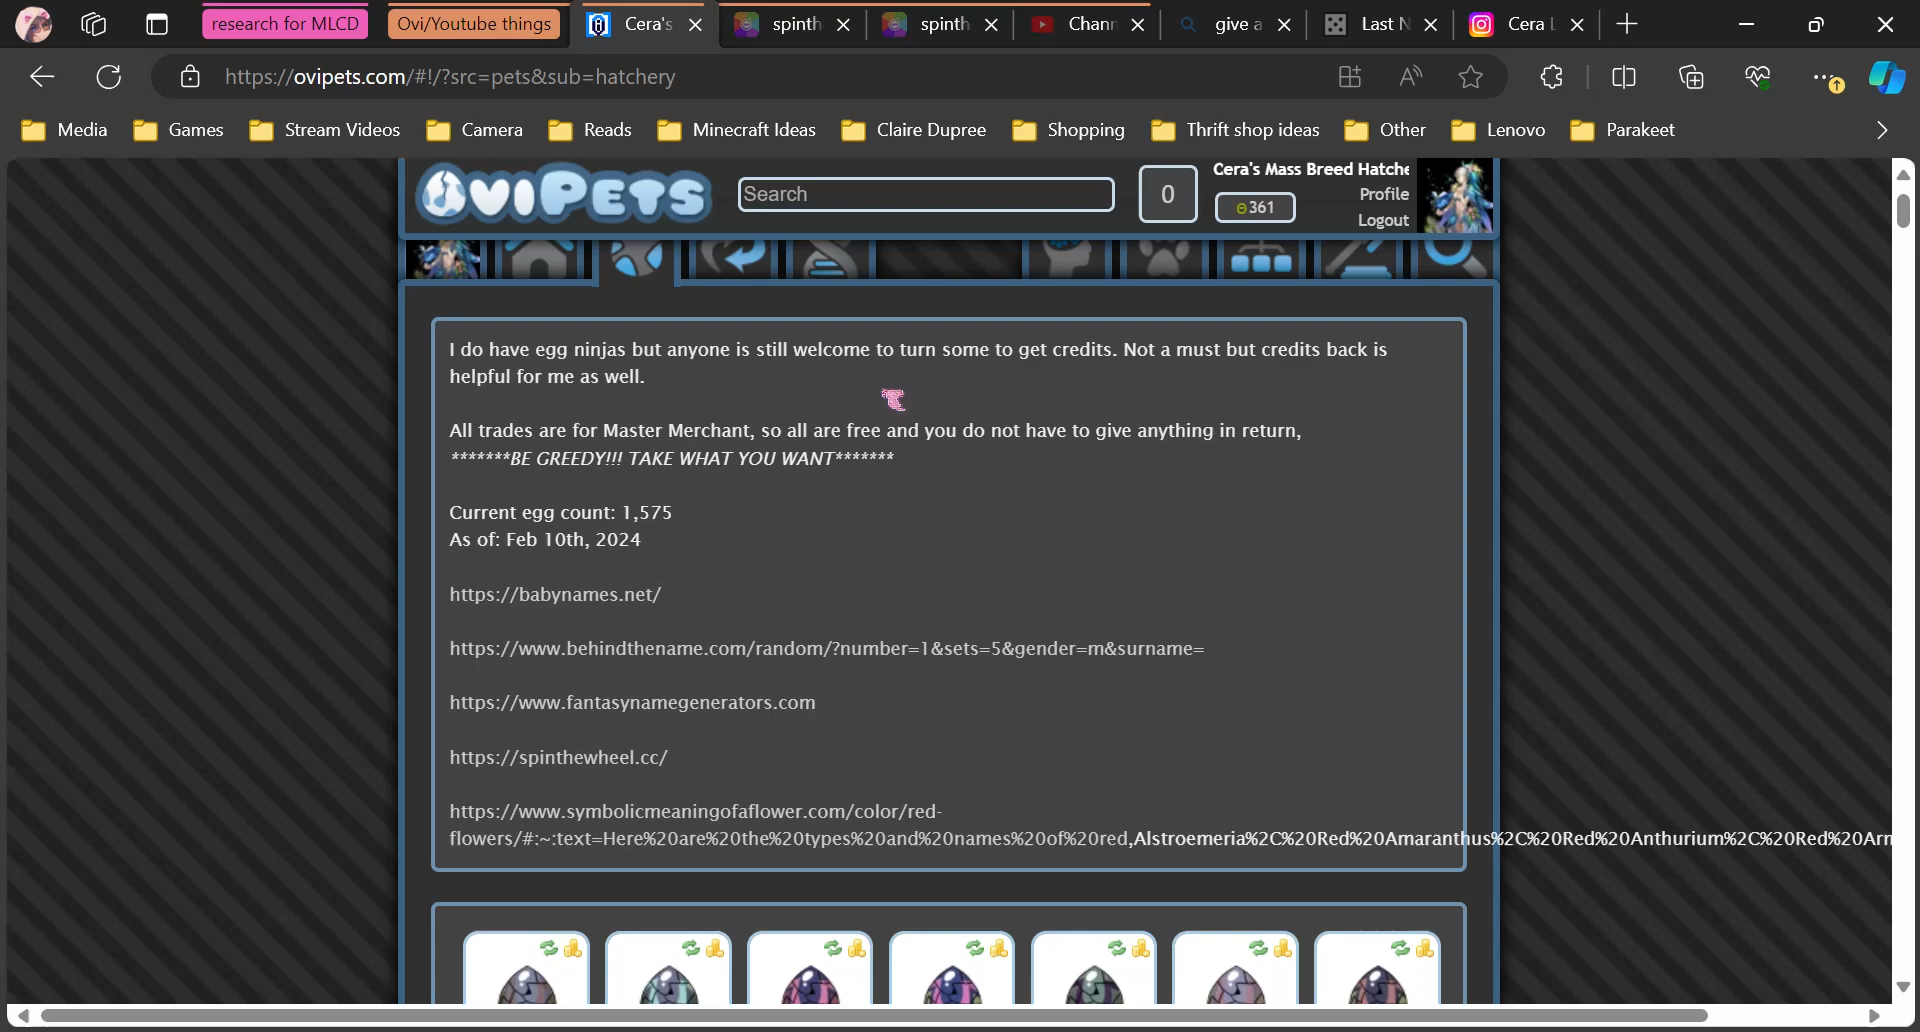 research for MLCD
Ovi/Youtube things
Cera's
spinth
spinth
Chann
give a
Last N
Cera L
https://ovipets.com/#!/?src=pets&sub=hatchery
Media
Games
Stream Videos
Camera
Reads
Minecraft Ideas
Claire Dupree
Shopping
Thrift shop ideas
Other
Lenovo
Parakeet
OviPets
Search
0
Cera's Mass Breed Hatche
361
Profile
Logout
I do have egg ninjas but anyone is still welcome to turn some to get credits. Not a must but credits back is
helpful for me as well.
All trades are for Master Merchant, so all are free and you do not have to give anything in return,
*******BE GREEDY!!! TAKE WHAT YOU WANT*******
Current egg count: 1,575
As of: Feb 10th, 2024
https://babynames.net/
https://www.behindthename.com/random/?number=1&sets=5&gender=m&surname=
https://www.fantasynamegenerators.com
https://spinthewheel.cc/
https://www.symbolicmeaningofaflower.com/color/red-
flowers/#:~:text=Here%20are%20the%20types%20and%20names%20of%20red,Alstroemeria%2C%20Red%20Amaranthus%2C%20Red%20Anthurium%2C%20Red%20Arn